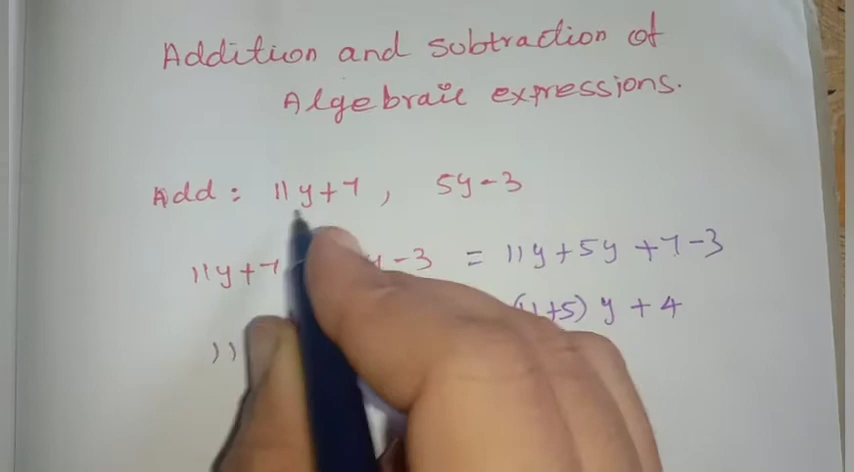 Addition and subtraction of
Algebraic expressions.
Add : 11y+7 , 5y-3
11y+7 y-3 = 11y+5y+7-3
+5) y + 4
11